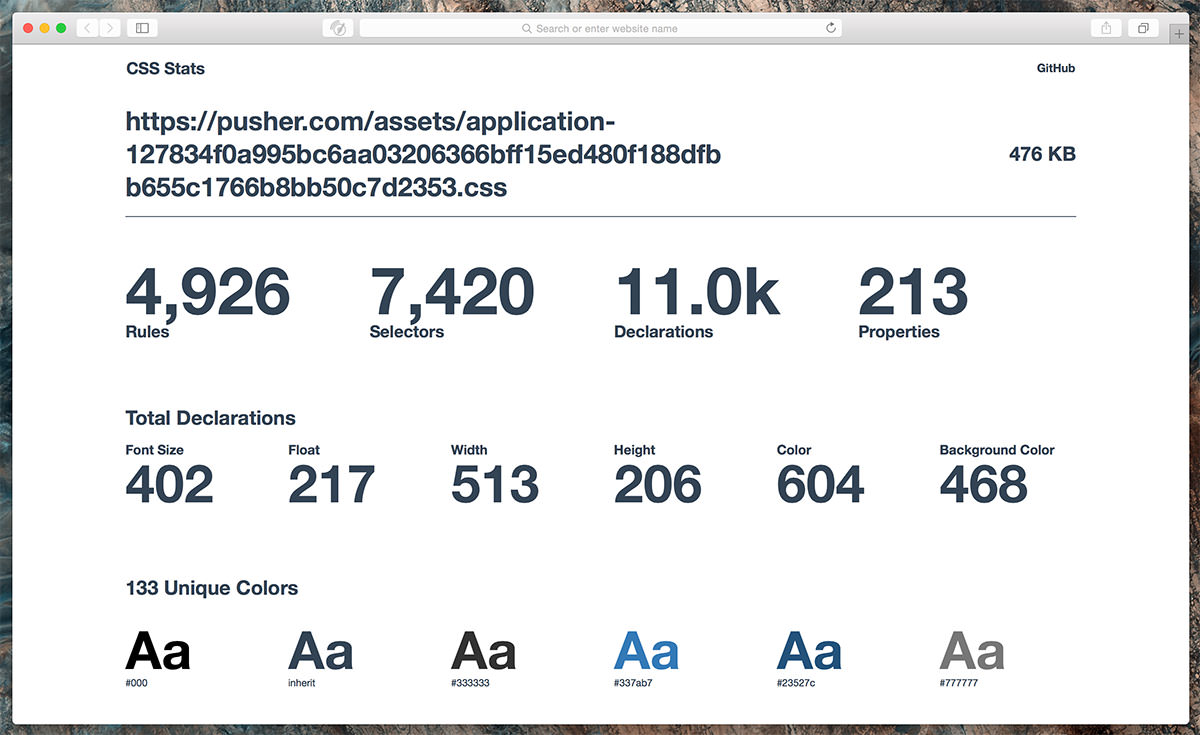 Search or enter website name
CSS Stats
GitHub
https://pusher.com/assets/application-
127834f0a995bc6aa03206366bff15ed480f188dfb
b655c1766b8bb50c7d2353.css
476 KB
4,926
7,420
11.0k
213
Rules
Selectors
Declarations
Properties
Total Declarations
Font Size
Float
Width
Height
Color
Background Color
402
217
513
206
604
468
133 Unique Colors
Aa
Aa
Aa
Aa
Aa
Aa
#000
inherit
#333333
#337ab7
#23527c
#777777